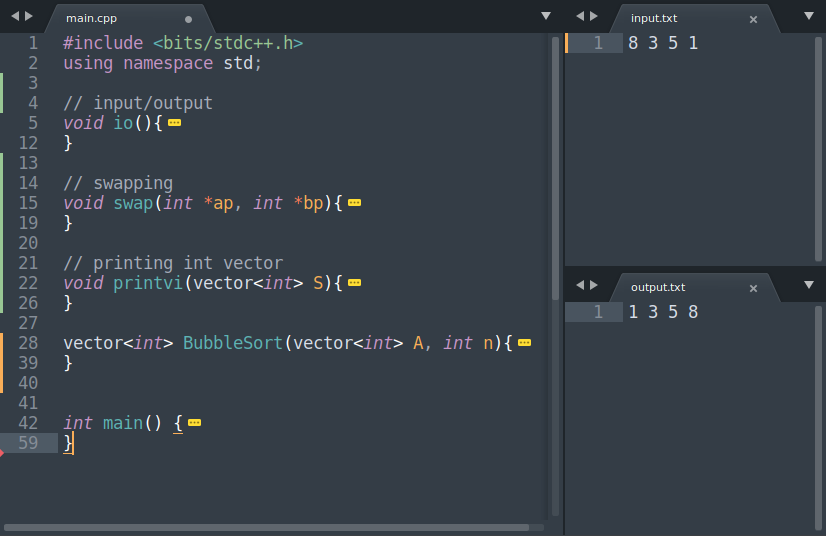 main.cpp
1 #include <bits/stdc++.h>
2 using namespace std;
3
4 // input/output
5 void io(){
12 }
13
14 // swapping
15 void swap(int *ap, int *bp){
19 }
20
21 // printing int vector
22 void printvi(vector<int> S){
26 }
27
28 vector<int> BubbleSort(vector<int> A, int n){
39 }
40
41
42 int main() {
59 }
input.txt
1 8 3 5 1
output.txt
1 1 3 5 8